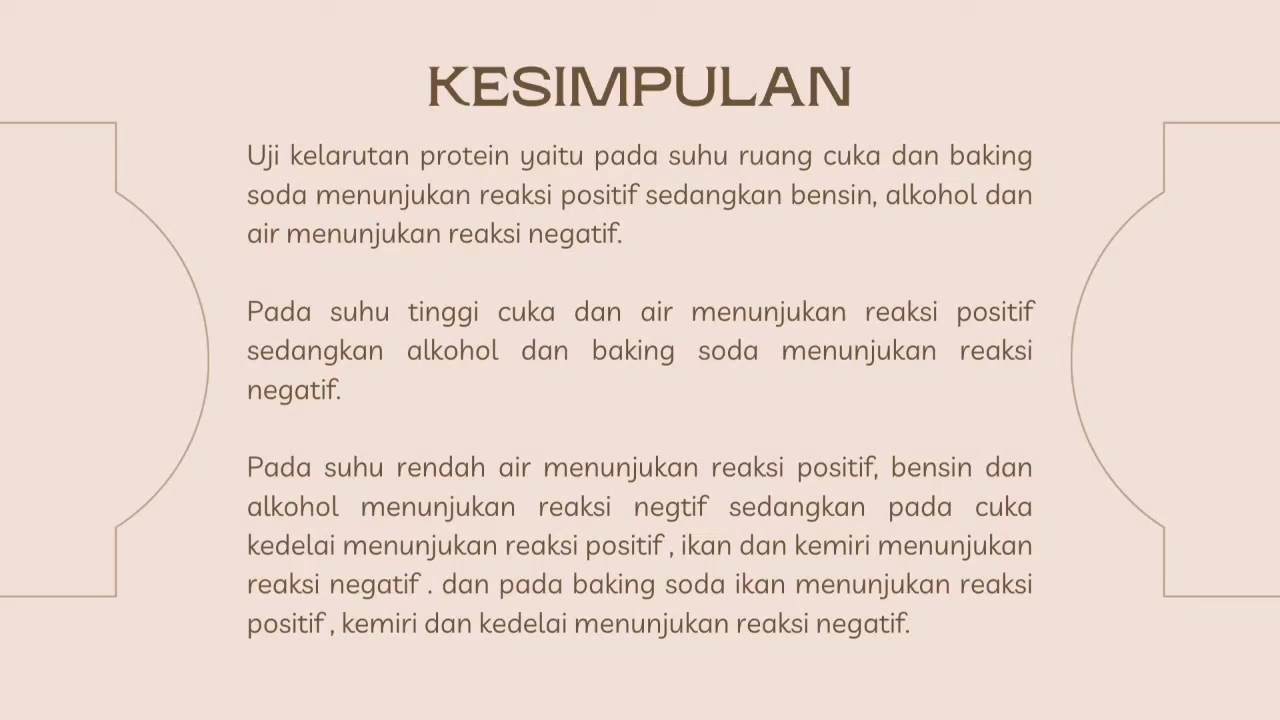 KESIMPULAN
Uji kelarutan protein yaitu pada suhu ruang cuka dan baking
soda menunjukan reaksi positif sedangkan bensin, alkohol dan
air menunjukan reaksi negatif.
Pada suhu tinggi cuka dan air menunjukan reaksi positif
sedangkan alkohol dan baking soda menunjukan reaksi
negatif.
Pada suhu rendah air menunjukan reaksi positif, bensin dan
alkohol menunjukan reaksi negtif sedangkan pada cuka
kedelai menunjukan reaksi positif , ikan dan kemiri menunjukan
reaksi negatif . dan pada baking soda ikan menunjukan reaksi
positif , kemiri dan kedelai menunjukan reaksi negatif.